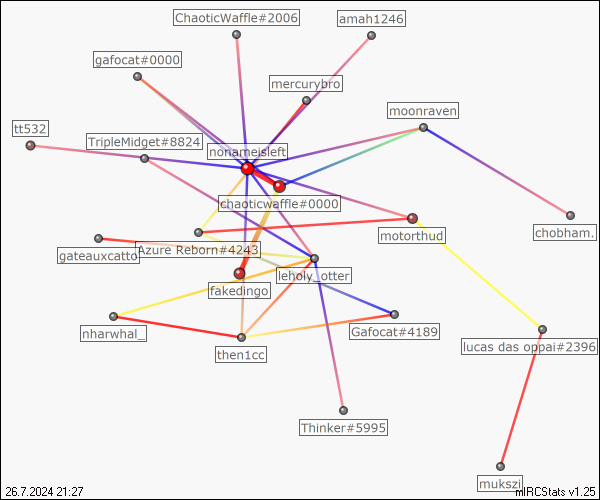 ChaoticWaffle#2006
amah1246
gafocat#0000
mercurybro
moonraven
tt532
TripleMidget#8824
nonameisleft
chaoticwaffle#0000
chobham.
motorthud
Azure Reborn#4243
gateauxcatto
leholy_otter
fakedingo
nharwhal_
Gafocat#4189
lucas das oppai#2396
then1cc
Thinker#5995
mukszi
26.7.2024 21:27
mIRCStats v1.25